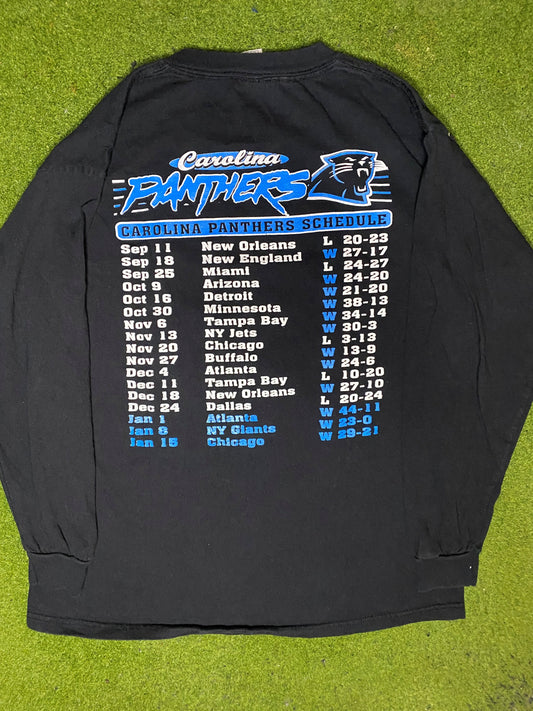 Carolina
PANTHERS
CAROLINA PANTHERS SCHEDULE
Sep 11 New Orleans L 20-23
Sep 18 New England W 27-17
Sep 25 Miami L 24-27
Oct 9 Arizona W 24-20
Oct 16 Detroit W 21-20
Oct 30 Minnesota W 38-13
Nov 6 Tampa Bay W 34-14
Nov 13 NY Jets W 30-3
Nov 20 Chicago L 3-13
Nov 27 Buffalo W 13-9
Dec 4 Atlanta W 24-6
Dec 11 Tampa Bay L 10-20
Dec 18 New Orleans W 27-10
Dec 24 Dallas L 20-24
Jan 1 Atlanta W 44-11
Jan 8 NY Giants W 23-0
Jan 15 Chicago W 29-21